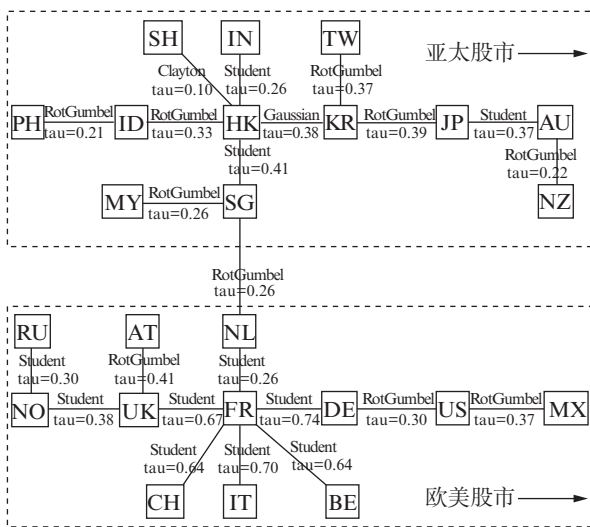 SH IN TW
亚太股市
Clayton
tau=0.10
Student
tau=0.26
RotGumbel
tau=0.37
PH RotGumbel ID RotGumbel HK Gaussian KR RotGumbel JP Student AU
tau=0.21 tau=0.33 tau=0.38 tau=0.39 tau=0.37
Student
tau=0.41
RotGumbel
tau=0.22
MY RotGumbel SG NZ
tau=0.26
RotGumbel
tau=0.26
RU AT NL
Student
tau=0.30
RotGumbel
tau=0.41
Student
tau=0.26
NO Student UK Student FR Student DE RotGumbel US RotGumbel MX
tau=0.38 tau=0.67 tau=0.74 tau=0.30 tau=0.37
Student
tau=0.64
Student
tau=0.70
Student
tau=0.64
CH IT BE
欧美股市